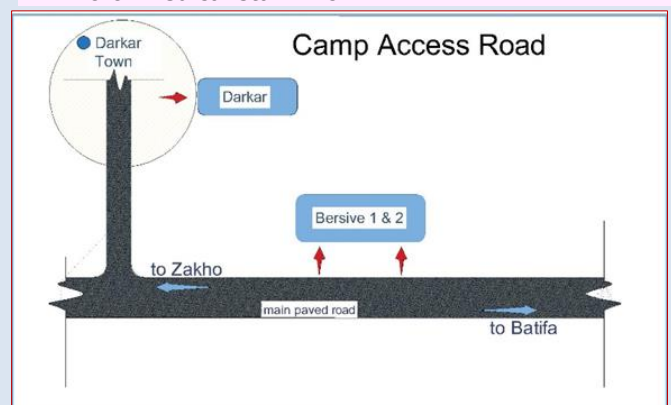 Camp Access Road
Darkar
Town
Darkar
Bersive 1 & 2
to Zakho
main paved road
to Batifa